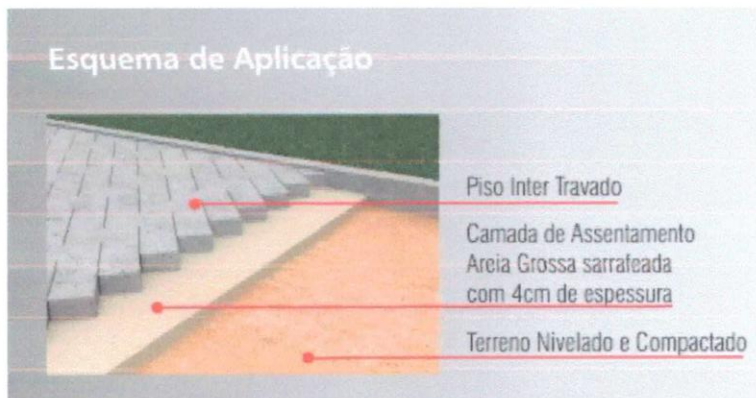 Esquema de Aplicação
Piso Inter Travado
Camada de Assentamento
Areia Grossa sarrafeada
com 4cm de espessura
Terreno Nivelado e Compactado